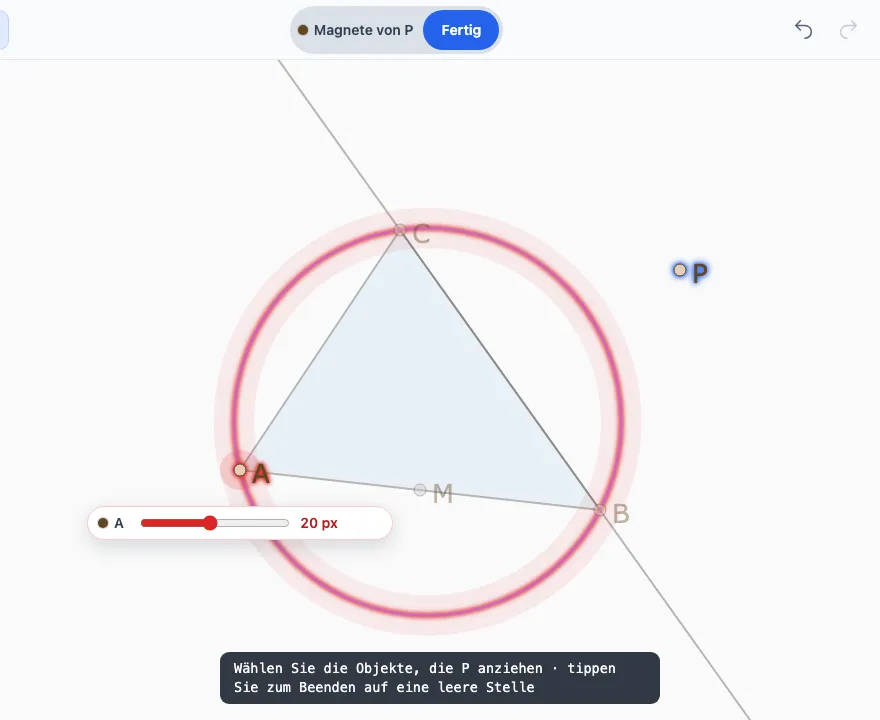 Magnete von P
Fertig
C
P
A
M
B
A
20 px
Wählen Sie die Objekte, die P anziehen · tippen
Sie zum Beenden auf eine leere Stelle